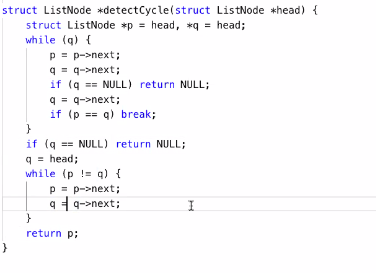 struct ListNode *detectCycle(struct ListNode *head) {
struct ListNode *p = head, *q = head;
while (q) {
p = p->next;
q = q->next;
if (q == NULL) return NULL;
q = q->next;
if (p == q) break;
}
if (q == NULL) return NULL;
q = head;
while (p != q) {
p = p->next;
q = q->next;
}
return p;
}